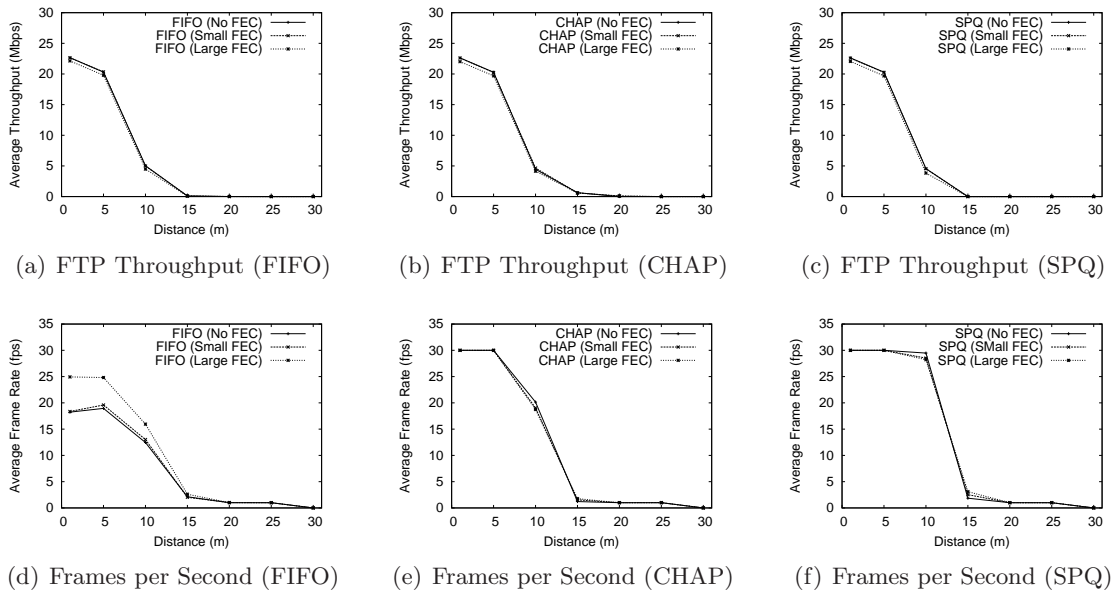 Average Throughput (Mbps)
30
25
20
15
10
5
0
0 5 10 15 20 25 30
Distance (m)
FIFO (No FEC)
FIFO (Small FEC)
FIFO (Large FEC)
(a) FTP Throughput (FIFO)
Average Throughput (Mbps)
30
25
20
15
10
5
0
0 5 10 15 20 25 30
Distance (m)
CHAP (No FEC)
CHAP (Small FEC)
CHAP (Large FEC)
(b) FTP Throughput (CHAP)
Average Throughput (Mbps)
30
25
20
15
10
5
0
0 5 10 15 20 25 30
Distance (m)
SPQ (No FEC)
SPQ (Small FEC)
SPQ (Large FEC)
(c) FTP Throughput (SPQ)
Average Frame Rate (fps)
35
30
25
20
15
10
5
0
0 5 10 15 20 25 30
Distance (m)
FIFO (No FEC)
FIFO (Small FEC)
FIFO (Large FEC)
(d) Frames per Second (FIFO)
Average Frame Rate (fps)
35
30
25
20
15
10
5
0
0 5 10 15 20 25 30
Distance (m)
CHAP (No FEC)
CHAP (Small FEC)
CHAP (Large FEC)
(e) Frames per Second (CHAP)
Average Frame Rate (fps)
35
30
25
20
15
10
5
0
0 5 10 15 20 25 30
Distance (m)
SPQ (No FEC)
SPQ (SMall FEC)
SPQ (Large FEC)
(f) Frames per Second (SPQ)